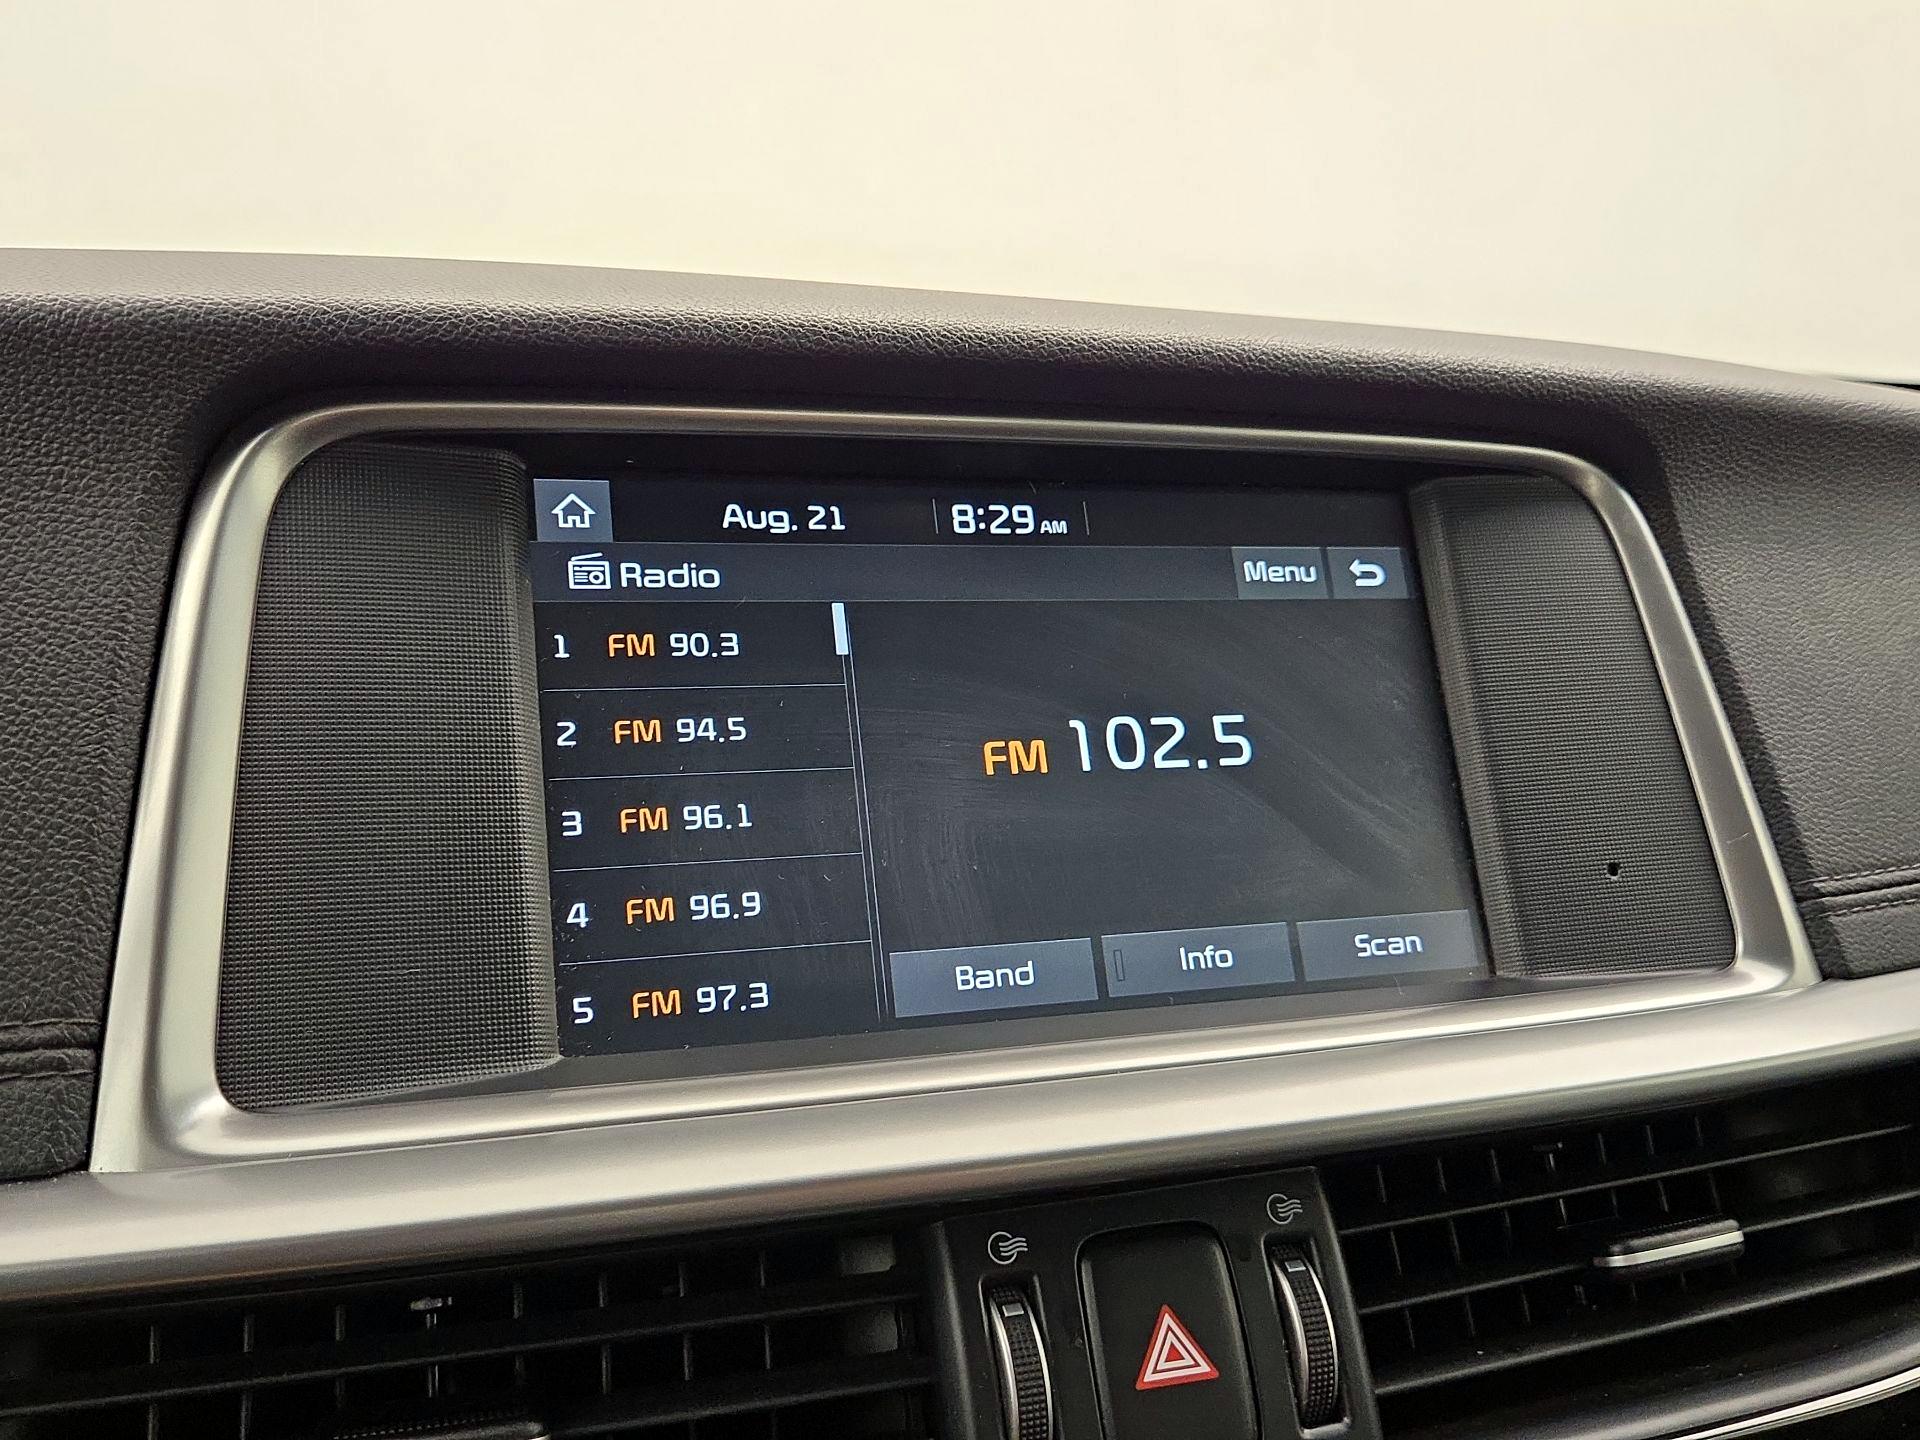 Aug. 21 8:29 AM
Radio Menu
1 FM 90.3
2 FM 94.5
3 FM 96.1
4 FM 96.9
5 FM 97.3
FM 102.5
Band Info Scan